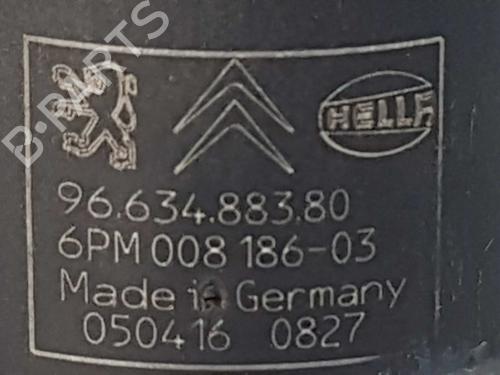 B-PARTS
HELLA
96.634.883.80
6PM 008 186-03
Made in Germany
050416 0827